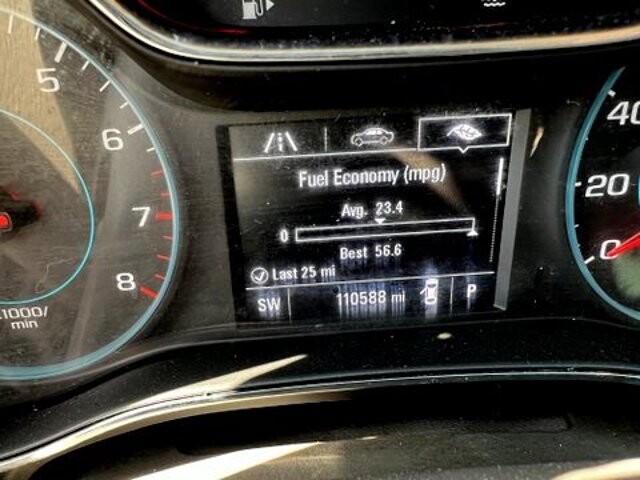 5
6
7
8
x1000/
min
Fuel Economy (mpg)
Avg. 23.4
0
Best 56.6
Last 25 mi
SW 110588 mi P
40
20
0